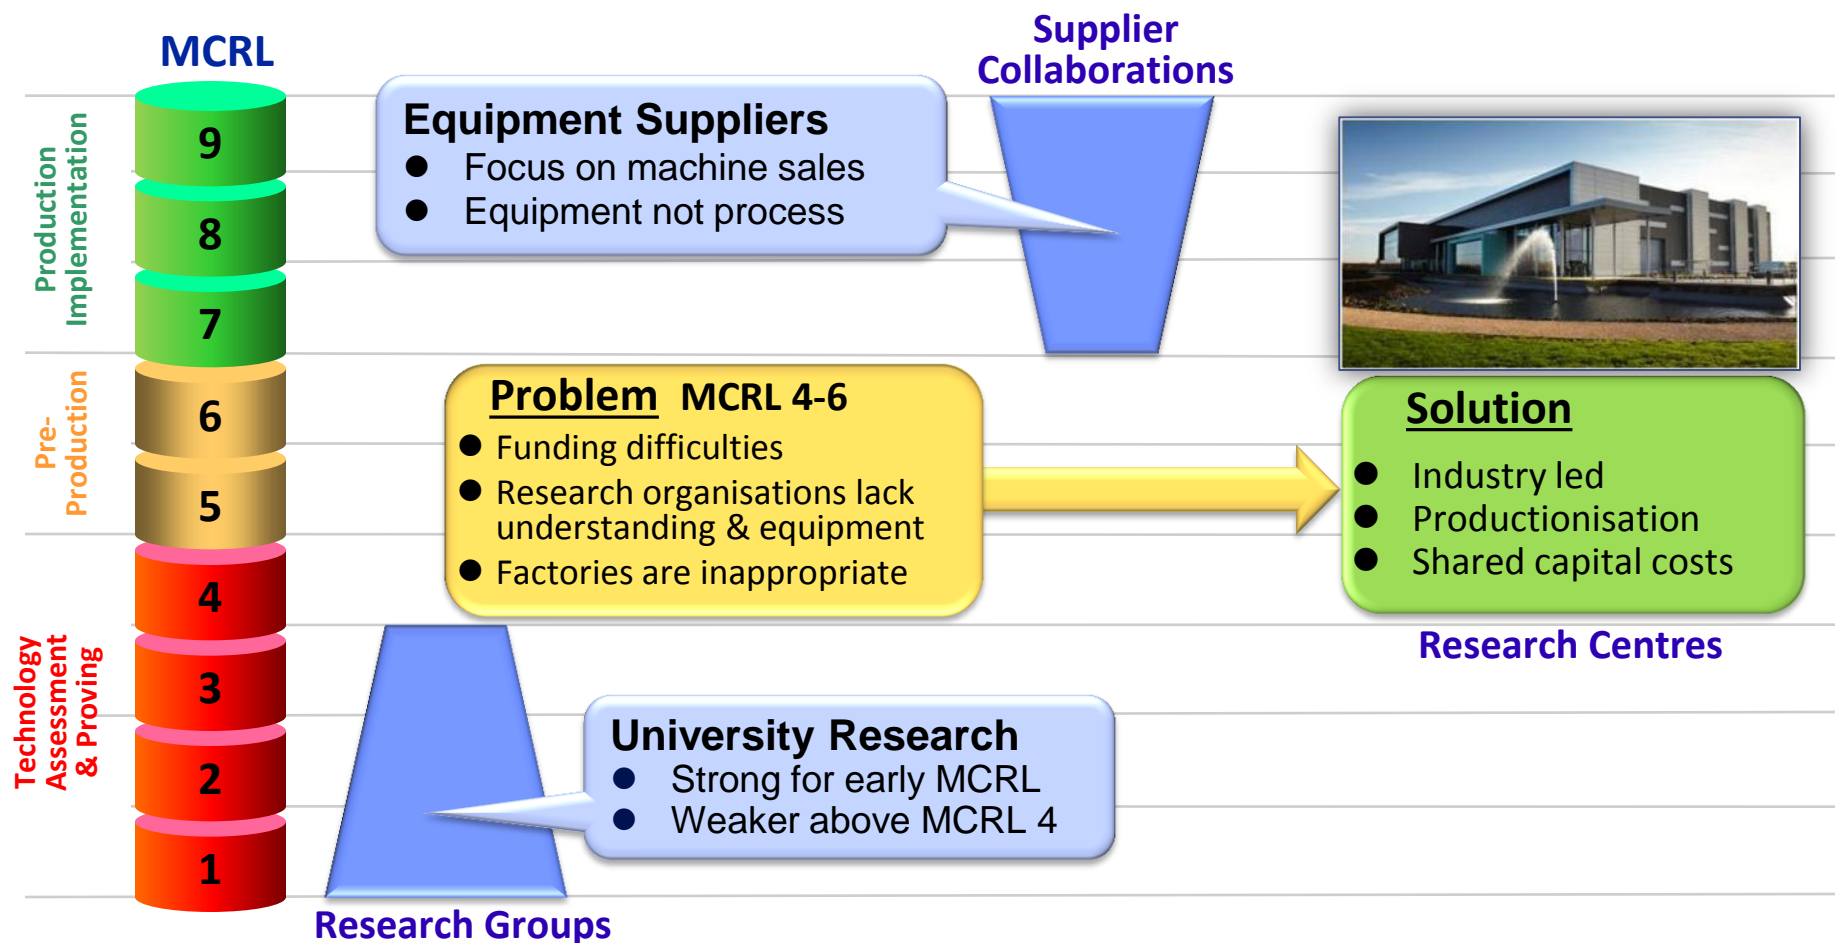 MCRL
9
8
7
6
5
4
3
2
1
Production
Implementation
Pre-
Production
Technology
Assessment
& Proving
Equipment Suppliers
● Focus on machine sales
● Equipment not process
Supplier
Collaborations
Problem MCRL 4-6
● Funding difficulties
● Research organisations lack
understanding & equipment
● Factories are inappropriate
Solution
● Industry led
● Productionisation
● Shared capital costs
Research Centres
University Research
● Strong for early MCRL
● Weaker above MCRL 4
Research Groups